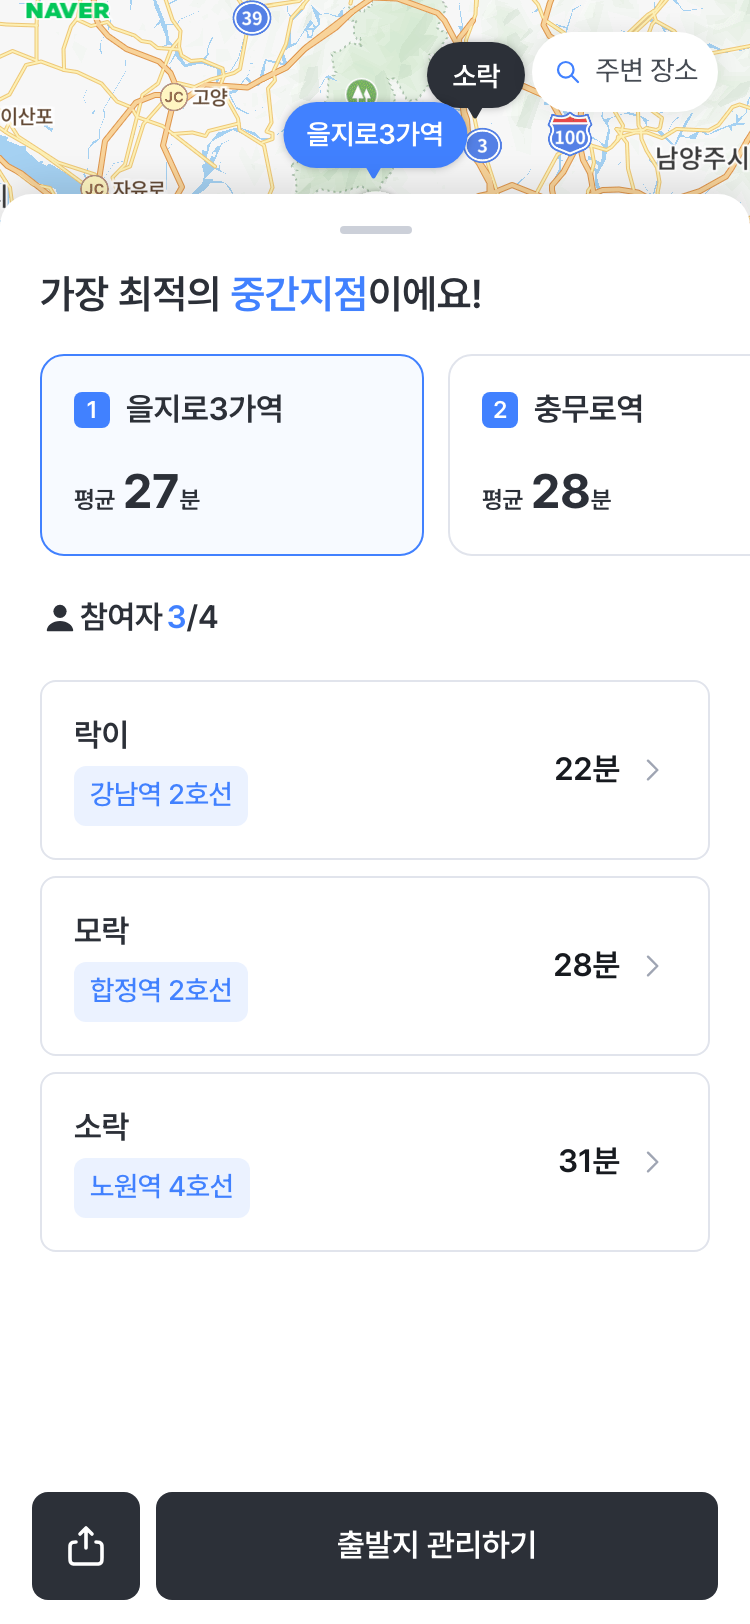 NAVER
39
소락
주변 장소
JC 고양
이산포
을지로3가역
3
100
남양주시
JC 자유로
가장 최적의 중간지점이에요!
1 을지로3가역
평균 27분
2 충무로역
평균 28분
참여자 3/4
락이
강남역 2호선
22분
모락
합정역 2호선
28분
소락
노원역 4호선
31분
출발지 관리하기